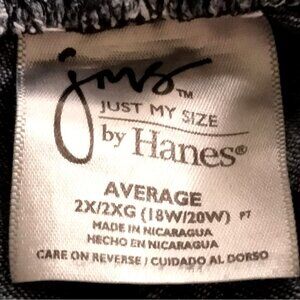 jms™
JUST MY SIZE
by Hanes®
AVERAGE
2X/2XG (18W/20W) PT
MADE IN NICARAGUA
HECHO EN NICARAGUA
CARE ON REVERSE / CUIDADO AL DORSO